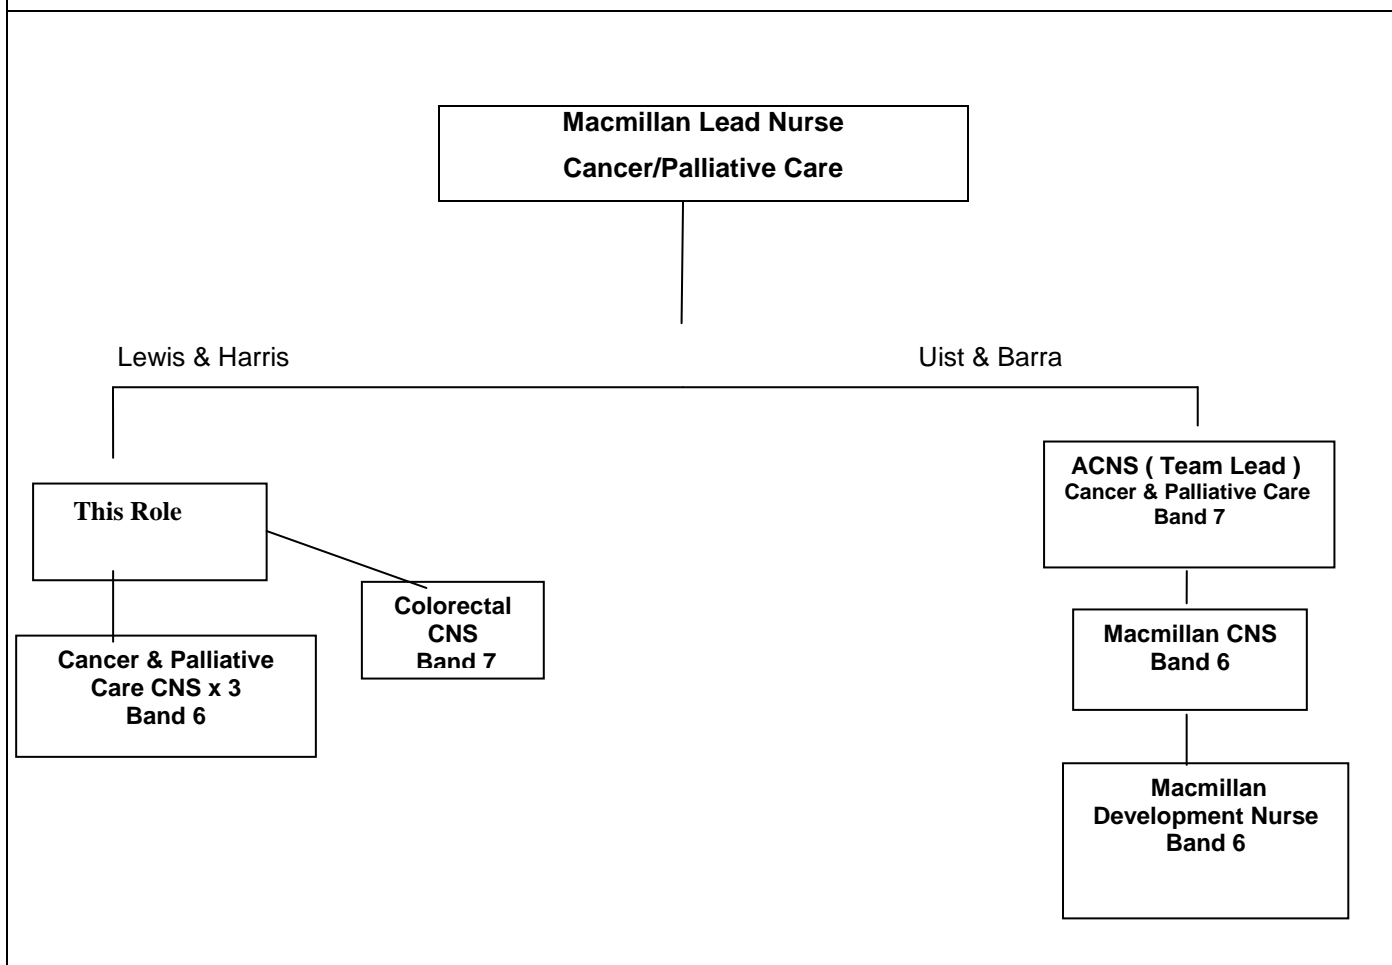 Macmillan Lead Nurse
Cancer/Palliative Care
Lewis & Harris
Uist & Barra
This Role
Colorectal
CNS
Band 7
Cancer & Palliative
Care CNS x 3
Band 6
ACNS ( Team Lead )
Cancer & Palliative Care
Band 7
Macmillan CNS
Band 6
Macmillan
Development Nurse
Band 6